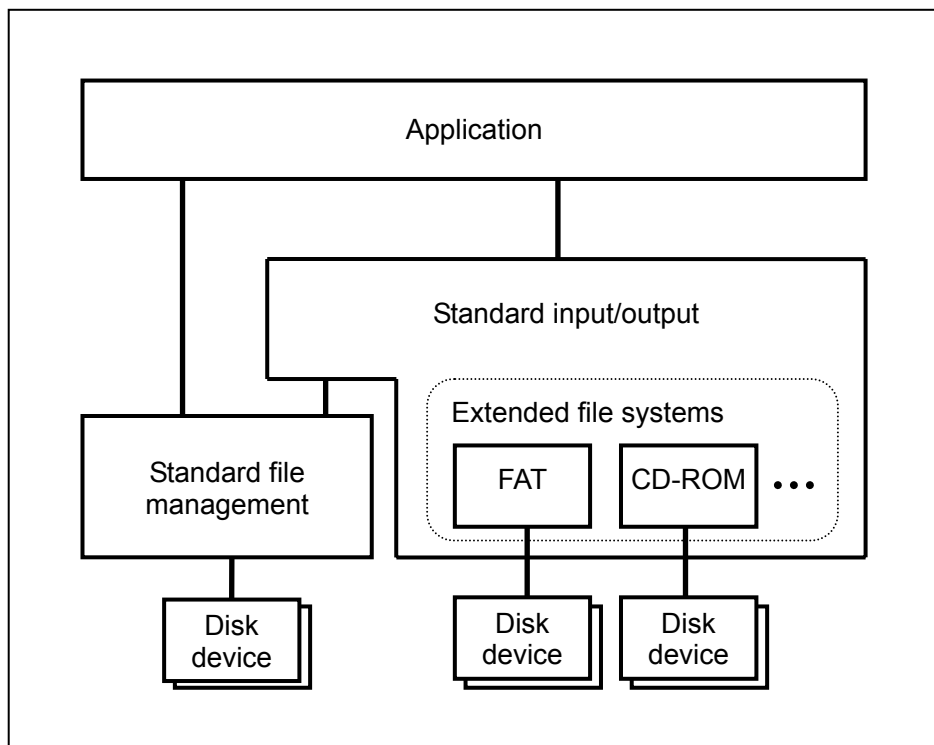 Application
Standard input/output
Extended file systems
FAT
CD-ROM
•••
Standard file
management
Disk
device
Disk
device
Disk
device